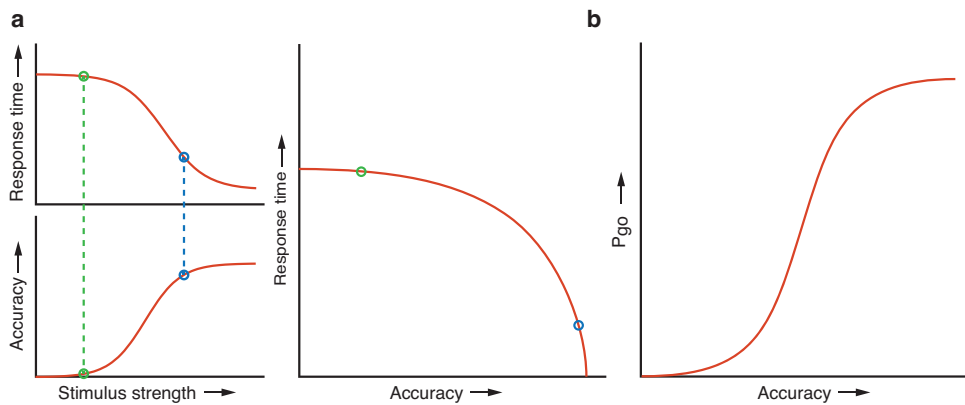 a
b
Response time
Accuracy
Stimulus strength
Response time
Accuracy
Pgo
Accuracy